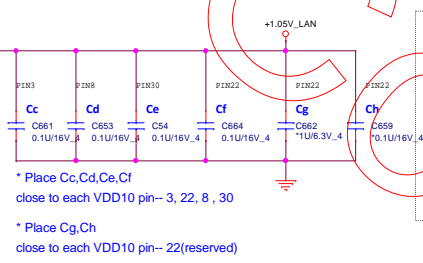 +1.05V_LAN
PIN3 PIN8 PIN30 PIN22 PIN22 PIN22
Cc Cd Ce Cf Cg Ch
C661 C653 C54 C664 C662 C659
0.1U/16V_4 0.1U/16V_4 0.1U/16V_4 0.1U/16V_4 *1U/6.3V_4 *0.1U/16V_4
* Place Cc,Cd,Ce,Cf
close to each VDD10 pin-- 3, 22, 8 , 30
* Place Cg,Ch
close to each VDD10 pin-- 22(reserved)